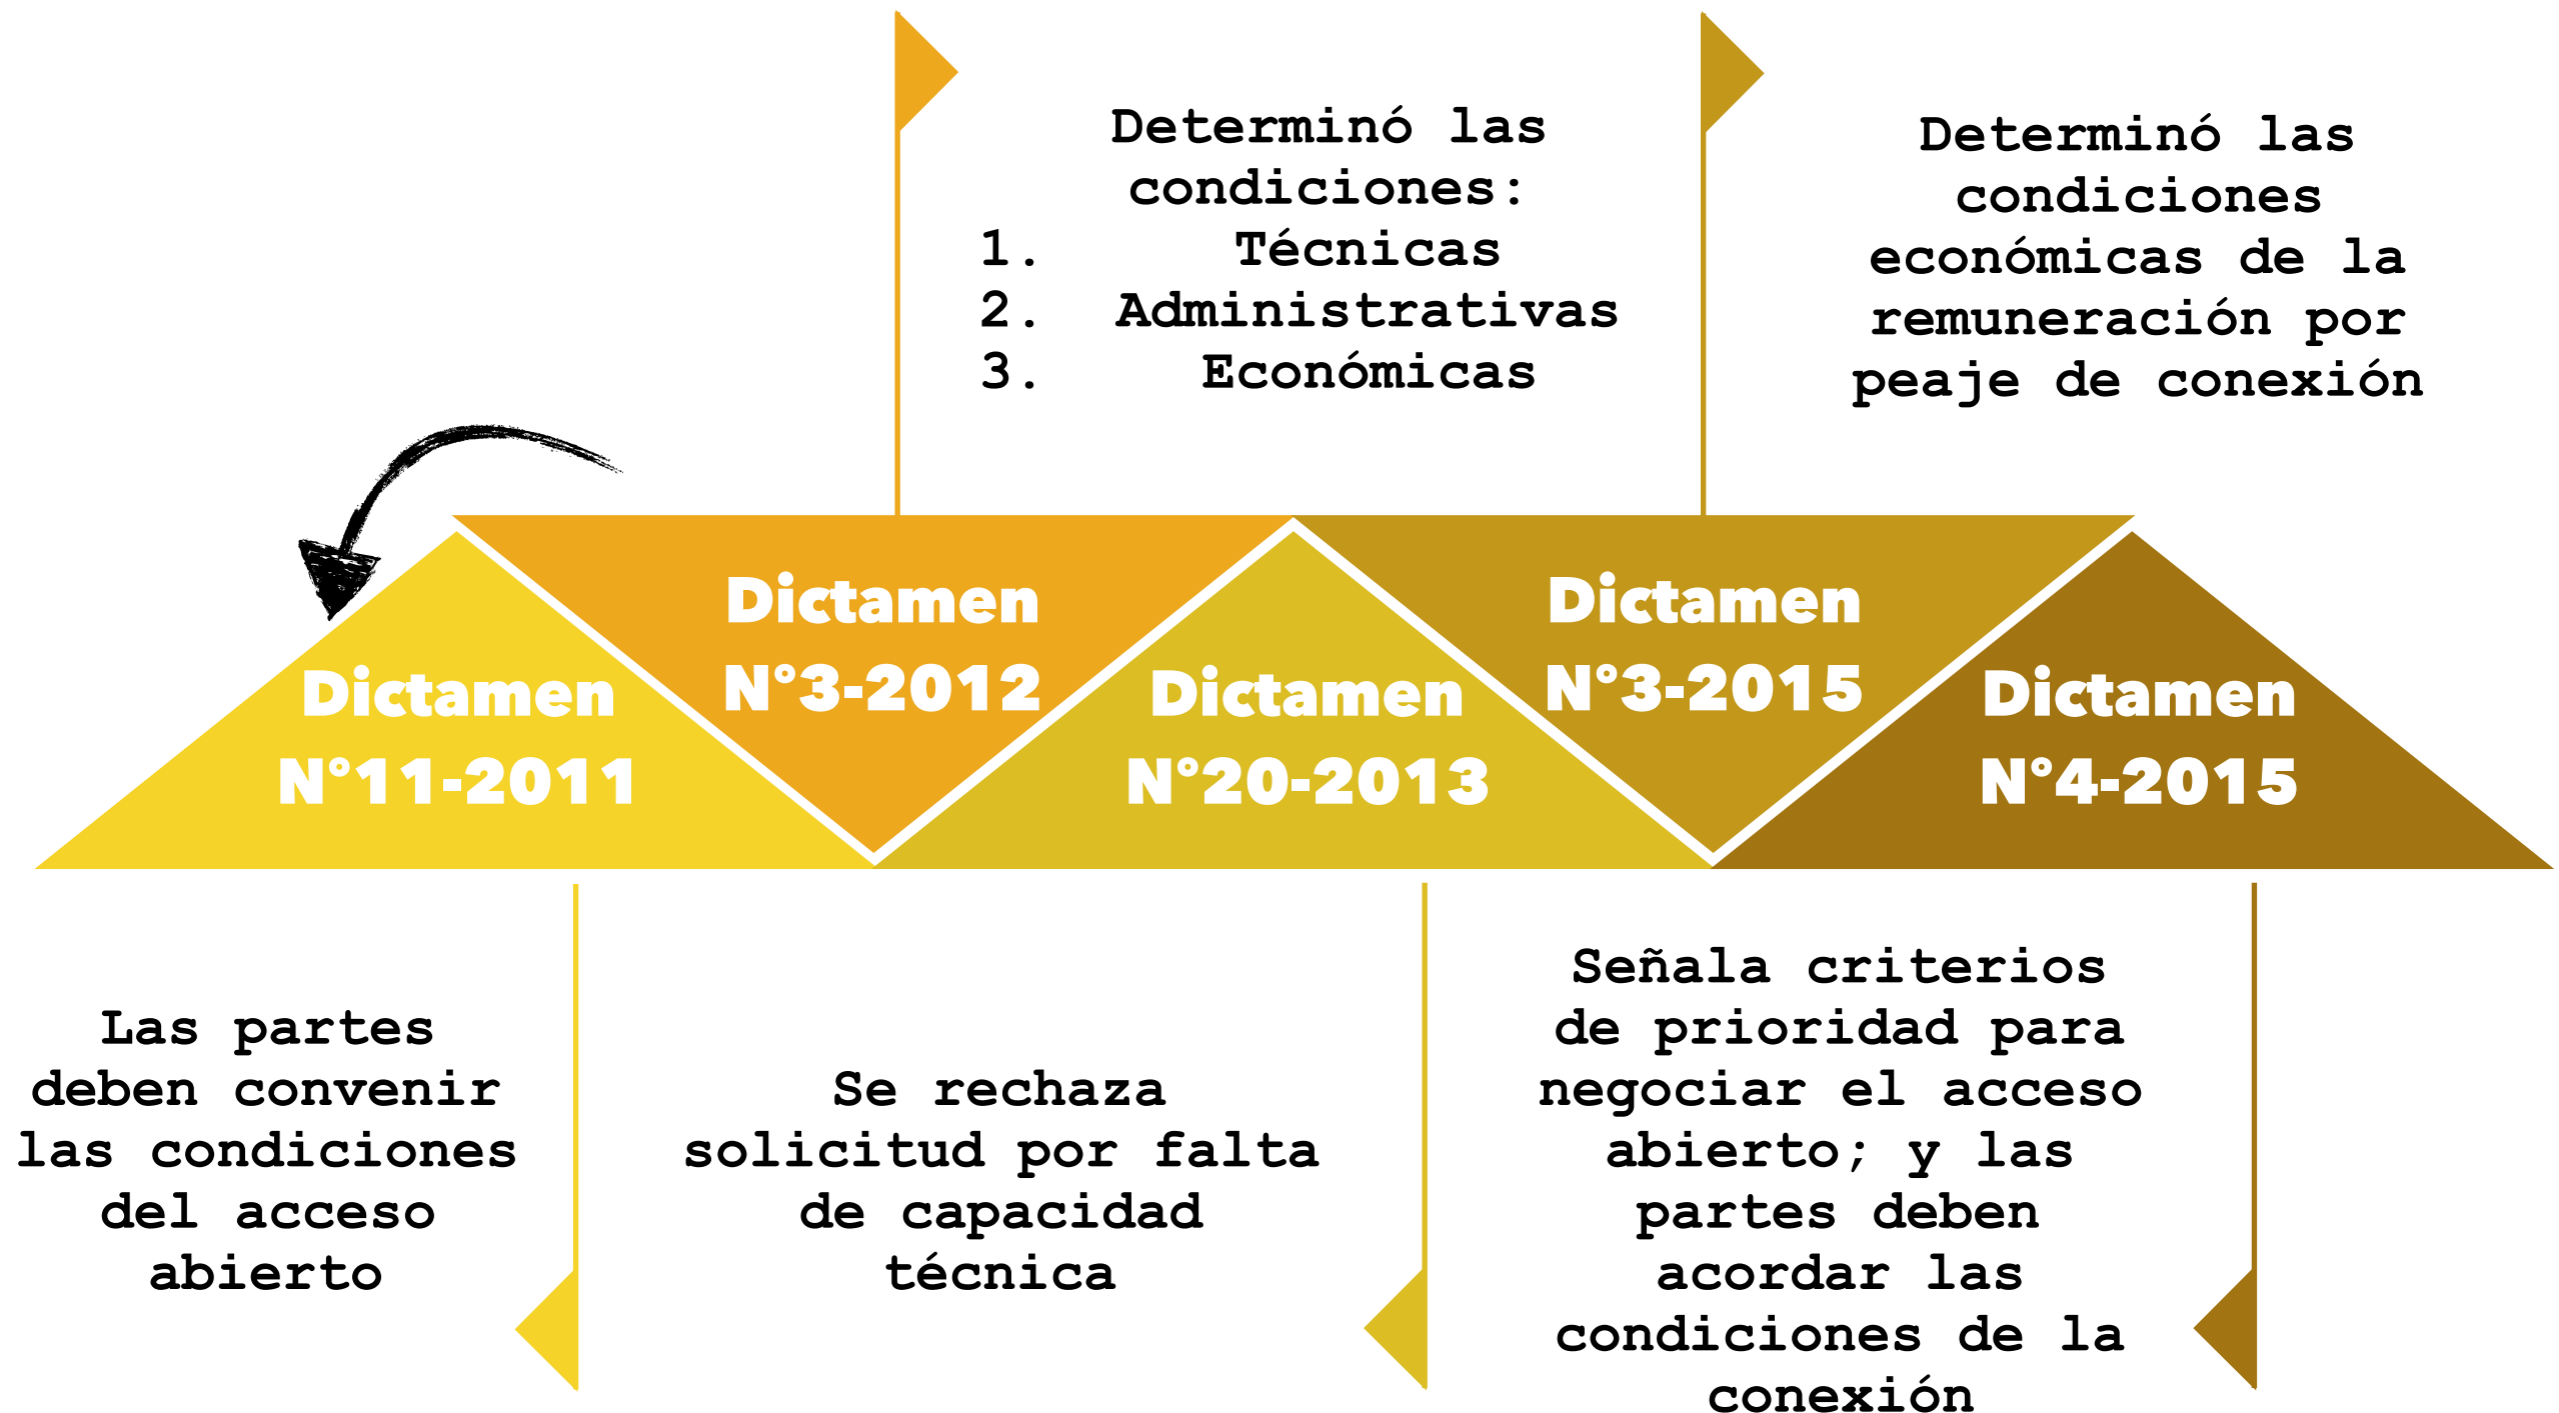 Determinó las
condiciones:
1. Técnicas
2. Administrativas
3. Económicas
Determinó las
condiciones
económicas de la
remuneración por
peaje de conexión
Dictamen
N°11-2011
Dictamen
N°3-2012
Dictamen
N°20-2013
Dictamen
N°3-2015
Dictamen
N°4-2015
Las partes
deben convenir
las condiciones
del acceso
abierto
Se rechaza
solicitud por falta
de capacidad
técnica
Señala criterios
de prioridad para
negociar el acceso
abierto; y las
partes deben
acordar las
condiciones de la
conexión